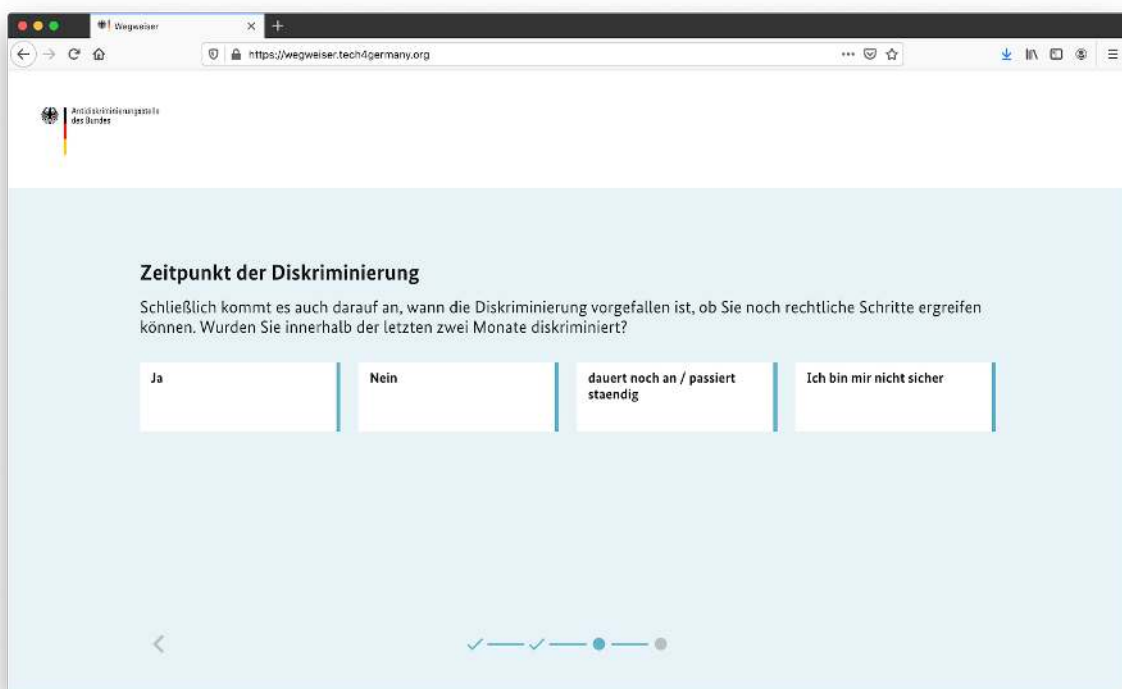 Wegweiser
https://wegweiser.tech4germany.org
Antidiskriminierungsstelle
des Bundes
Zeitpunkt der Diskriminierung
Schließlich kommt es auch darauf an, wann die Diskriminierung vorgefallen ist, ob Sie noch rechtliche Schritte ergreifen
können. Wurden Sie innerhalb der letzten zwei Monate diskriminiert?
Ja
Nein
dauert noch an / passiert
staendig
Ich bin mir nicht sicher